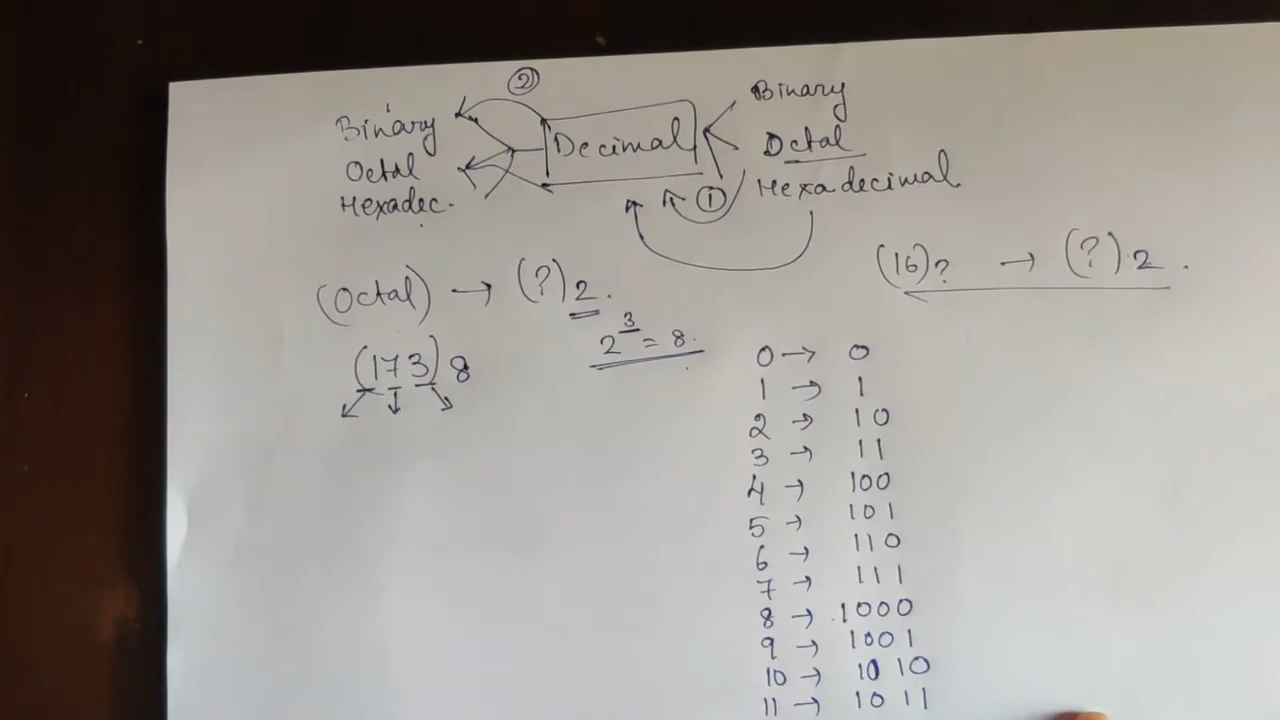 ②
Binary Decimal Binary
Octal Octal
Hexadec. ① Hexadecimal
(Octal) → (?)2. (16)? → (?)2.
2^3 = 8.
(173)8
0 → 0
1 → 1
2 → 10
3 → 11
4 → 100
5 → 101
6 → 110
7 → 111
8 → 1000
9 → 1001
10 → 1010
11 → 1011